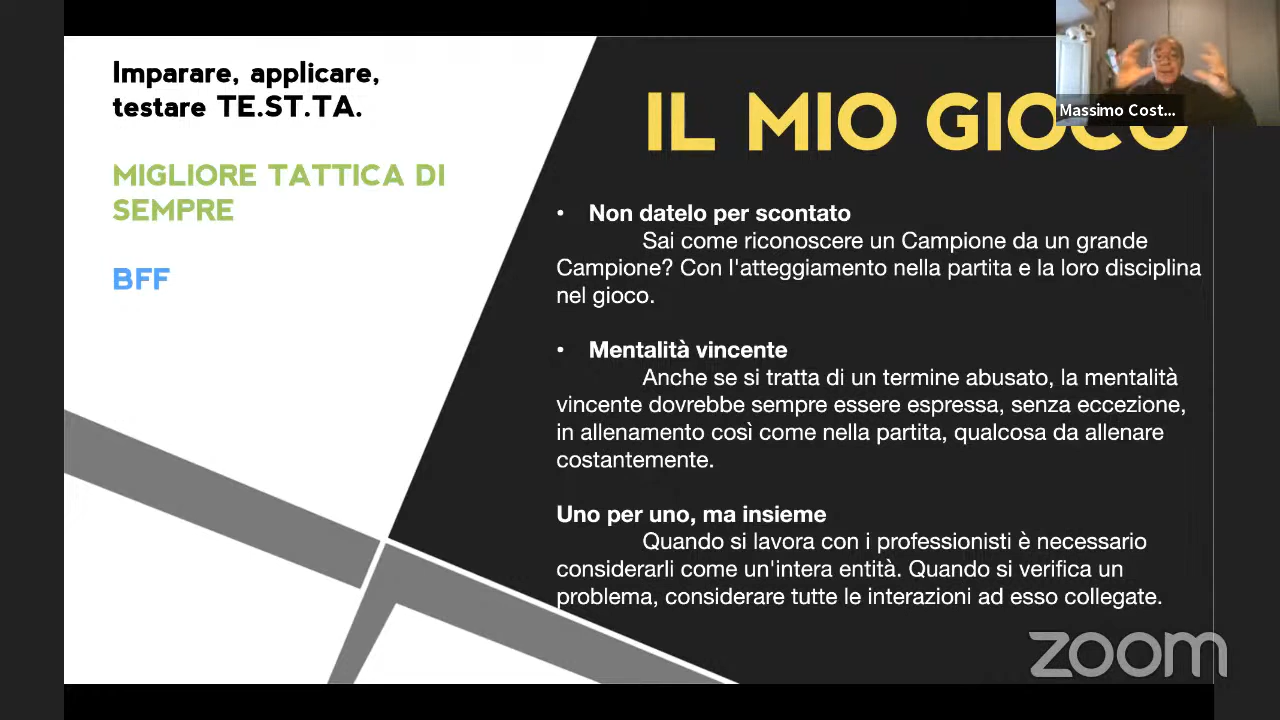 Imparare, applicare,
testare TE.ST.TA.
MIGLIORE TATTICA DI
SEMPRE
BFF
IL MIO GIOCO
Massimo Cost...
• Non datelo per scontato
Sai come riconoscere un Campione da un grande
Campione? Con l'atteggiamento nella partita e la loro disciplina
nel gioco.
• Mentalità vincente
Anche se si tratta di un termine abusato, la mentalità
vincente dovrebbe sempre essere espressa, senza eccezione,
in allenamento così come nella partita, qualcosa da allenare
costantemente.
Uno per uno, ma insieme
Quando si lavora con i professionisti è necessario
considerarli come un'intera entità. Quando si verifica un
problema, considerare tutte le interazioni ad esso collegate.
zoom